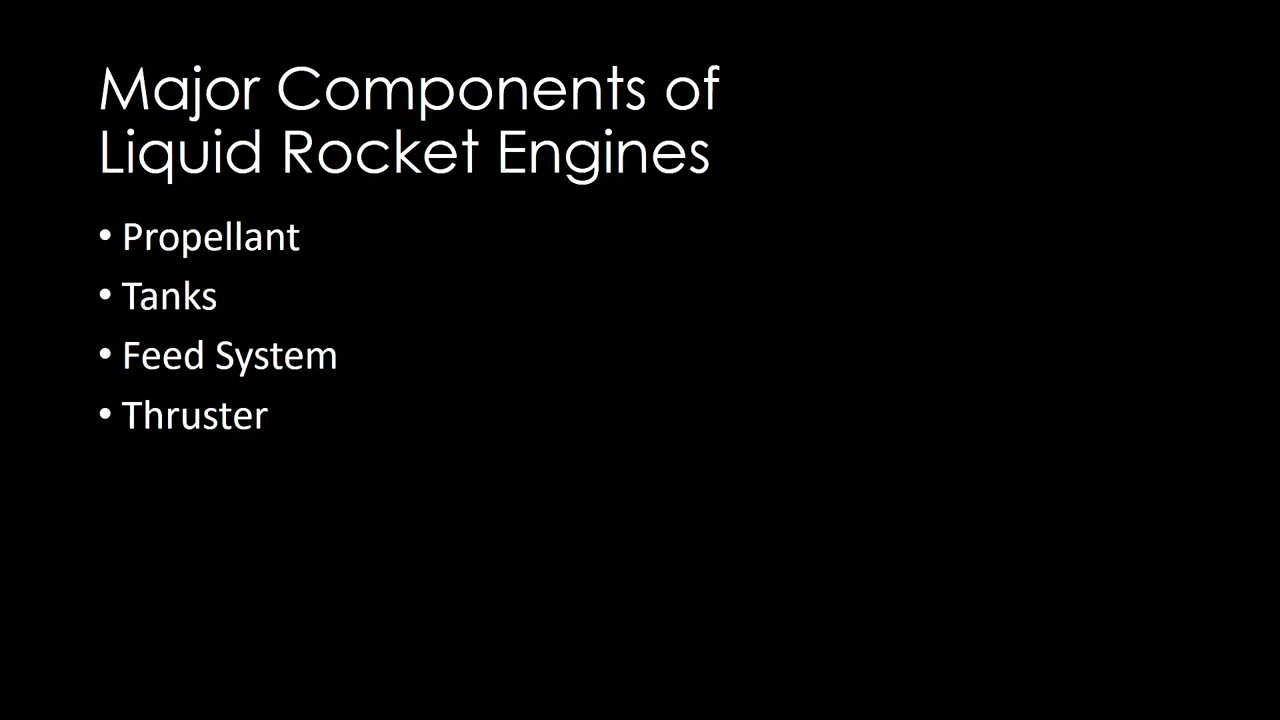 Major Components of
Liquid Rocket Engines
• Propellant
• Tanks
• Feed System
• Thruster